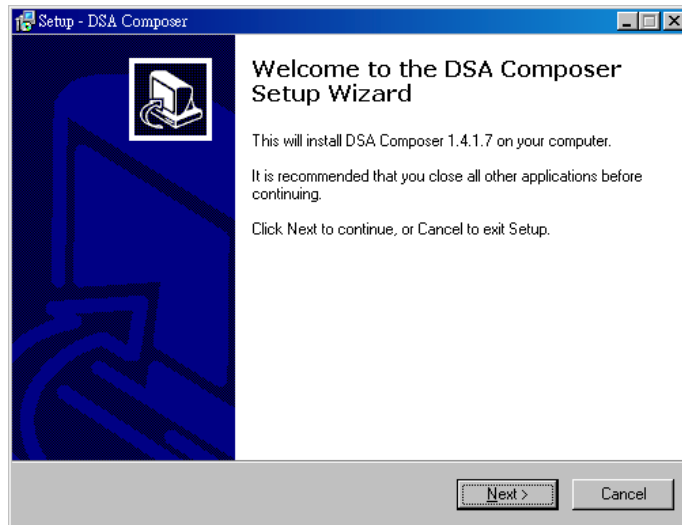 Setup - DSA Composer
Welcome to the DSA Composer
Setup Wizard
This will install DSA Composer 1.4.1.7 on your computer.
It is recommended that you close all other applications before
continuing.
Click Next to continue, or Cancel to exit Setup.
Next >
Cancel